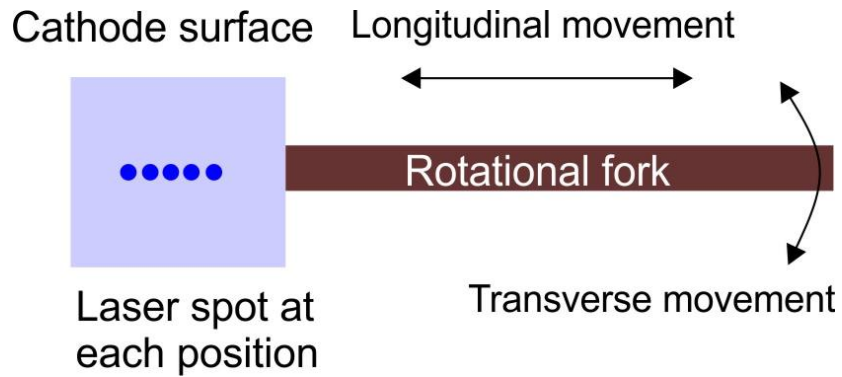 Cathode surface
Longitudinal movement
Rotational fork
Laser spot at
each position
Transverse movement